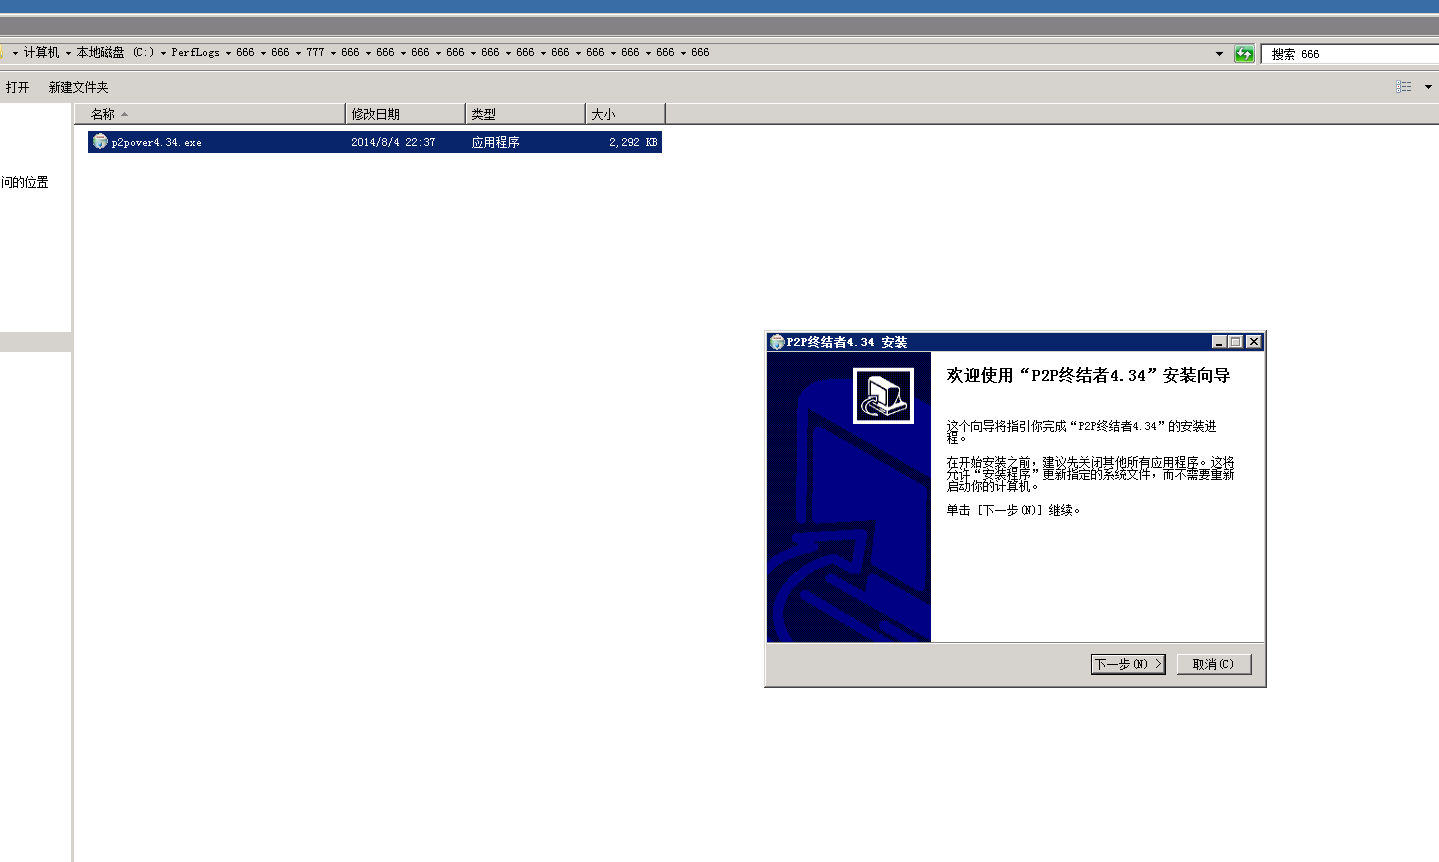 计算机 本地磁盘 (C:) PerfLogs 666 666 777 666 666 666 666 666 666 666 666 666 666 666
搜索 666
打开 新建文件夹
名称 修改日期 类型 大小
p2pover4.34.exe 2014/8/4 22:37 应用程序 2,292 KB
问的位置
P2P终结者4.34 安装
欢迎使用“P2P终结者4.34”安装向导
这个向导将指引你完成“P2P终结者4.34”的安装进
程。
在开始安装之前，建议先关闭其他所有应用程序。这将
允许“安装程序”更新指定的系统文件，而不需要重新
启动你的计算机。
单击 [下一步(N)] 继续。
下一步(N) > 取消(C)